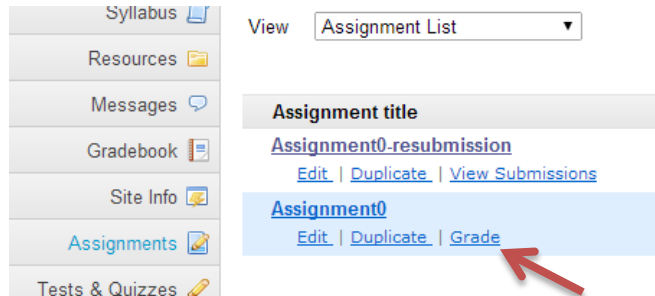 Syllabus
Resources
Messages
Gradebook
Site Info
Assignments
Tests & Quizzes
View Assignment List
Assignment title
Assignment0-resubmission
Edit | Duplicate | View Submissions
Assignment0
Edit | Duplicate | Grade